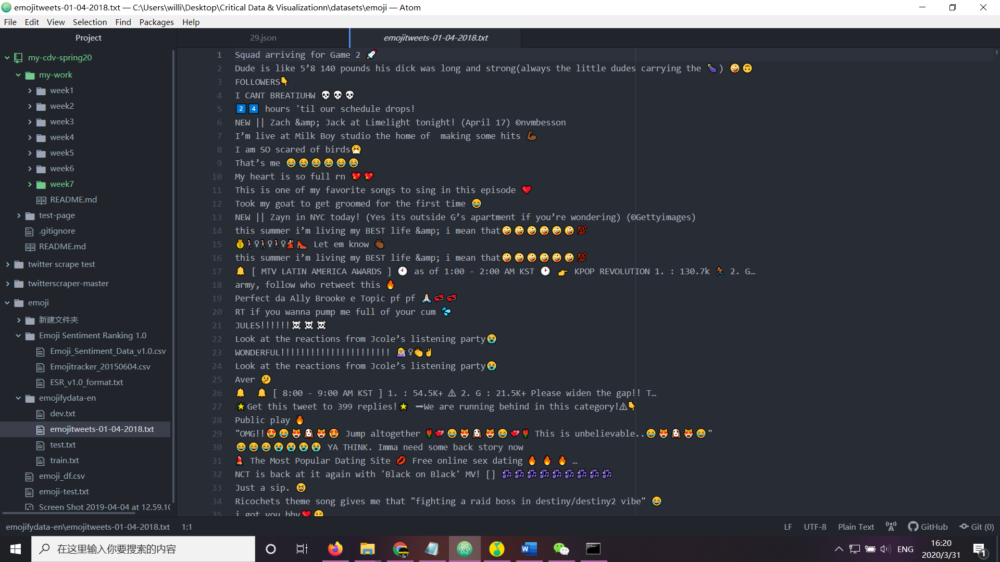 emojitweets-01-04-2018.txt — C:\Users\willi\Desktop\Critical Data & Visualizationn\datasets\emoji — Atom
File Edit View Selection Find Packages Help
Project
my-cdv-spring20
my-work
week1
week2
week3
week4
week5
week6
week7
README.md
test-page
.gitignore
README.md
twitter scrape test
twitterscraper-master
emoji
新建文件夹
Emoji Sentiment Ranking 1.0
Emoji_Sentiment_Data_v1.0.csv
Emojitracker_20150604.csv
ESR_v1.0_format.txt
emojifydata-en
dev.txt
emojitweets-01-04-2018.txt
test.txt
train.txt
emoji_df.csv
emoji-test.txt
Screen Shot 2019-04-04 at 12.59.10
29.json
emojitweets-01-04-2018.txt
1 Squad arriving for Game 2 🚀
2 Dude is like 5’8 140 pounds his dick was long and strong(always the little dudes carrying the 🍆) 🤪🙃
3 FOLLOWERS👇
4 I CANT BREATIUHW 💀💀💀
5 2️⃣4️⃣ hours 'til our schedule drops!
6 NEW || Zach &amp; Jack at Limelight tonight! (April 17) ©nvmbesson
7 I’m live at Milk Boy studio the home of  making some hits 💪🏾
8 I am SO scared of birds😤
9 That’s me 😂😂😂😂😂😂
10 My heart is so full rn 💖💖
11 This is one of my favorite songs to sing in this episode ❤
12 Took my goat to get groomed for the first time 😂
13 NEW || Zayn in NYC today! (Yes its outside G’s apartment if you’re wondering) (©Gettyimages)
14 this summer i’m living my BEST life &amp; i mean that🤪🤪🤪🤪🤪🤪💯
15 💰🚶♀🚶♀🚶♀💃👠 Let em know 👏🏾
16 this summer i’m living my BEST life &amp; i mean that🤪🤪🤪🤪🤪🤪💯
17 🔔 [ MTV LATIN AMERICA AWARDS ] 🕙 as of 1:00 - 2:00 AM KST 🕐 👉 KPOP REVOLUTION 1. : 130.7k 🏃 2. G…
18 army, follow who retweet this 🔥
19 Perfect da Ally Brooke e Topic pf pf 🙏🏻💞💞
20 RT if you wanna pump me full of your cum 💦
21 JULES!!!!!!☠☠☠
22 Look at the reactions from Jcole’s listening party😭
23 WONDERFUL!!!!!!!!!!!!!!!!!!!!!! 🤷‍♀👏✌
24 Look at the reactions from Jcole’s listening party😭
25 Aver 🤔
26 🔔 🔔 [ 8:00 - 9:00 AM KST ] 1. : 54.5K+ ⚠ 2. G : 21.5K+ Please widen the gap!! T…
27 🌟Get this tweet to 399 replies!🌟 ➡We are running behind in this category!⚠👇
28 Public play 🔥
29 "OMG!!😍😂😻🐶😻😍 Jump altogether 🌹💕😂😻🐶😻😂💕🌹 This is unbelievable..😂😻🐶😻😂"
30 😂😂😂😭😭😭😭 YA THINK. Imma need some back story now
31 💄 The Most Popular Dating Site 💋 Free online sex dating 🔥 🔥 🔥 …
32 NCT is back at it again with 'Black on Black' MV! [] 🎶🎶🎶🎶🎶🎶🎶🎶🎶
33 Just a sip. 😆
34 Ricochets theme song gives me that "fighting a raid boss in destiny/destiny2 vibe" 😂
35 i got you bby❤😉
emojifydata-en\emojitweets-01-04-2018.txt 1:1 LF UTF-8 Plain Text GitHub Git (0)
在这里输入你要搜索的内容
ENG
16:20
2020/3/31
1